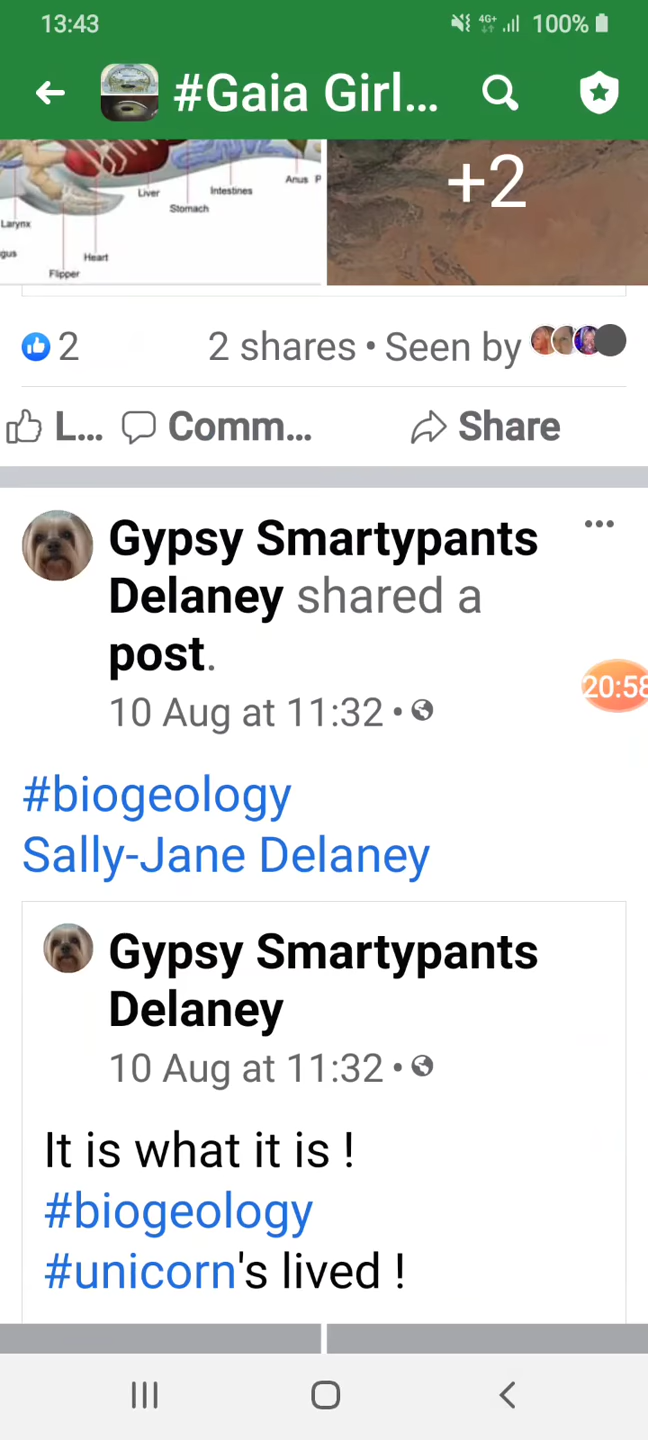 13:43
4G+ 100%
#Gaia Girl...
Liver
Stomach
Intestines
Anus P
Larynx
gus
Heart
Flipper
+2
2
2 shares • Seen by
L... Comm... Share
Gypsy Smartypants
Delaney shared a
post.
10 Aug at 11:32 •
20:58
#biogeology
Sally-Jane Delaney
Gypsy Smartypants
Delaney
10 Aug at 11:32 •
It is what it is !
#biogeology
#unicorn's lived !